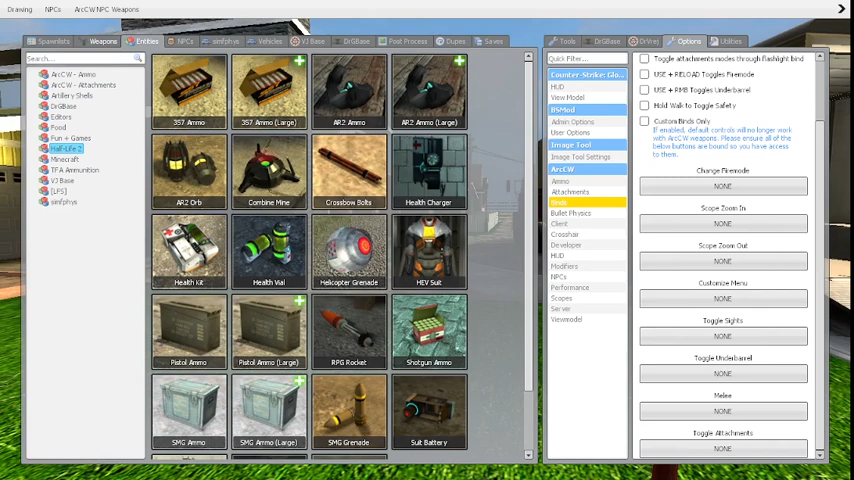 Drawing NPCs ArcCW NPC Weapons
Spawnlists Weapons Entities NPCs simfphys Vehicles VJ Base DrGBase Post Process Dupes Saves
Search...
ArcCW - Ammo
ArcCW - Attachments
Artillery Shells
DrGBase
Editors
Food
Fun + Games
Half-Life 2
Minecraft
TFA Ammunition
VJ Base
[LFS]
simfphys
357 Ammo
357 Ammo (Large)
AR2 Ammo
AR2 Ammo (Large)
AR2 Orb
Combine Mine
Crossbow Bolts
Health Charger
Health Kit
Health Vial
Helicopter Grenade
HEV Suit
Pistol Ammo
Pistol Ammo (Large)
RPG Rocket
Shotgun Ammo
SMG Ammo
SMG Ammo (Large)
SMG Grenade
Suit Battery
Tools DrGBase DrVrej Options Utilities
Quick Filter...
Counter-Strike: Glo...
HUD
View Model
BSMod
Admin Options
User Options
Image Tool
Image Tool Settings
ArcCW
Ammo
Attachments
Binds
Bullet Physics
Client
Crosshair
Developer
HUD
Modifiers
NPCs
Performance
Scopes
Server
Viewmodel
Toggle attachments modes through flashlight bind
USE + RELOAD Toggles Firemode
USE + RMB Toggles Underbarrel
Hold Walk to Toggle Safety
Custom Binds Only
If enabled, default controls will no longer work
with ArcCW weapons. Please ensure all of the
below buttons are bound so you have access
to them.
Change Firemode
NONE
Scope Zoom In
NONE
Scope Zoom Out
NONE
Customize Menu
NONE
Toggle Sights
NONE
Toggle Underbarrel
NONE
Melee
NONE
Toggle Attachments
NONE